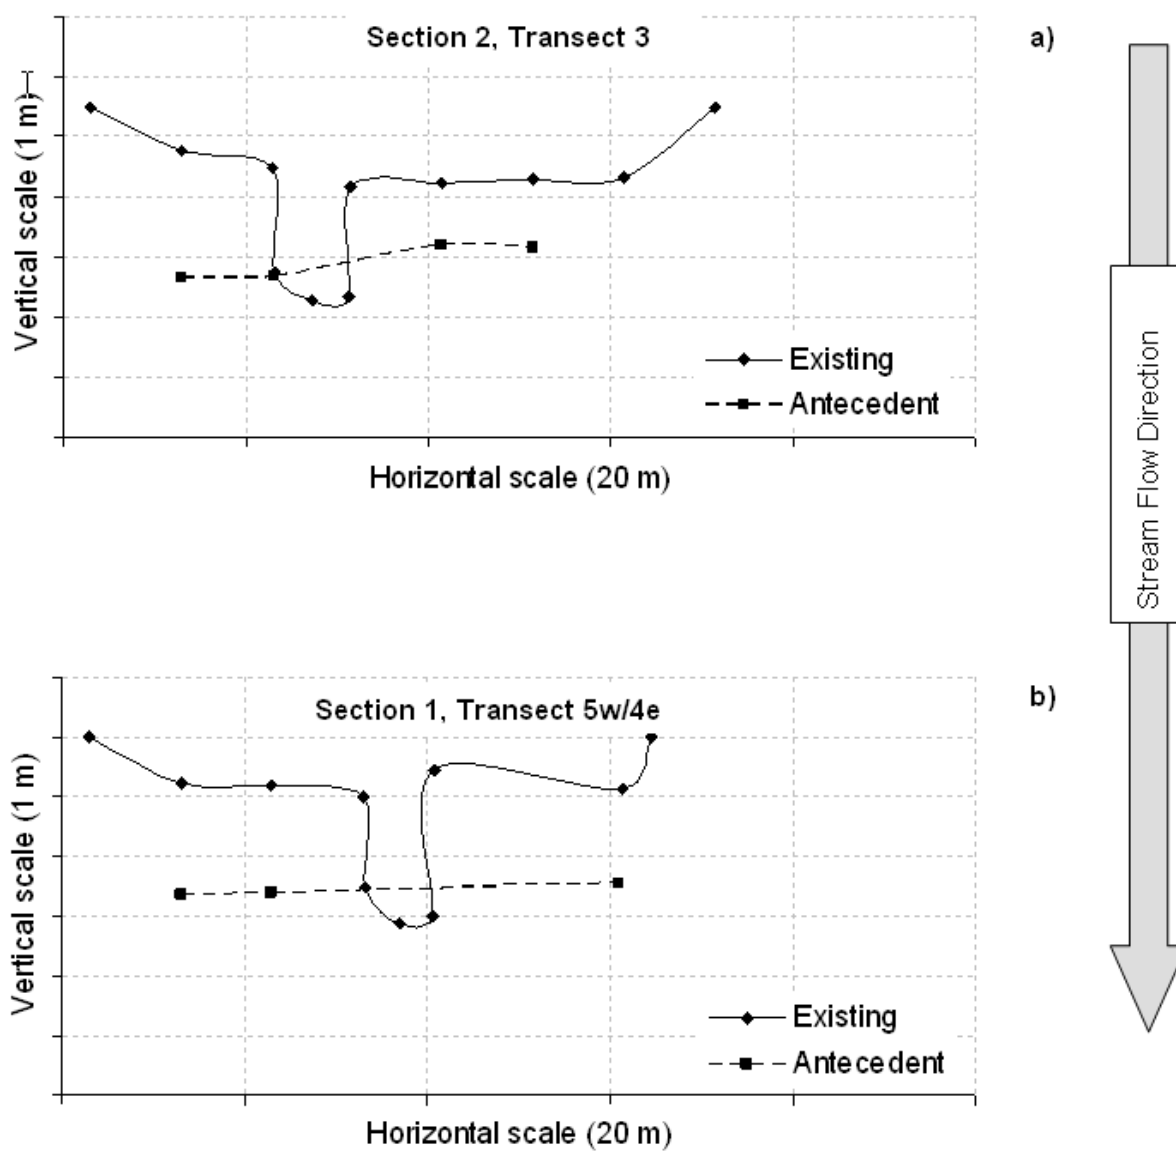 Section 2, Transect 3
a)
Vertical scale (1 m)
Existing
Antecedent
Horizontal scale (20 m)
Stream Flow Direction
Section 1, Transect 5w/4e
b)
Vertical scale (1 m)
Existing
Antecedent
Horizontal scale (20 m)